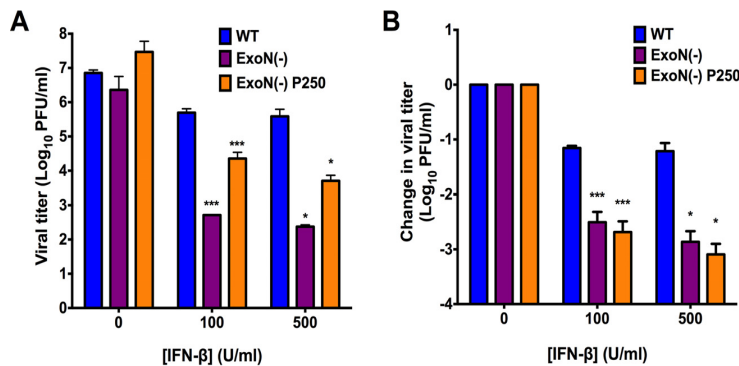 A
Viral titer (Log10 PFU/ml)
8
7
6
5
4
3
2
1
0
WT
ExoN(-)
ExoN(-) P250
***
***
*
*
0
100
500
[IFN-β] (U/ml)
B
Change in viral titer
(Log10 PFU/ml)
1
0
-1
-2
-3
-4
WT
ExoN(-)
ExoN(-) P250
***
***
*
*
0
100
500
[IFN-β] (U/ml)